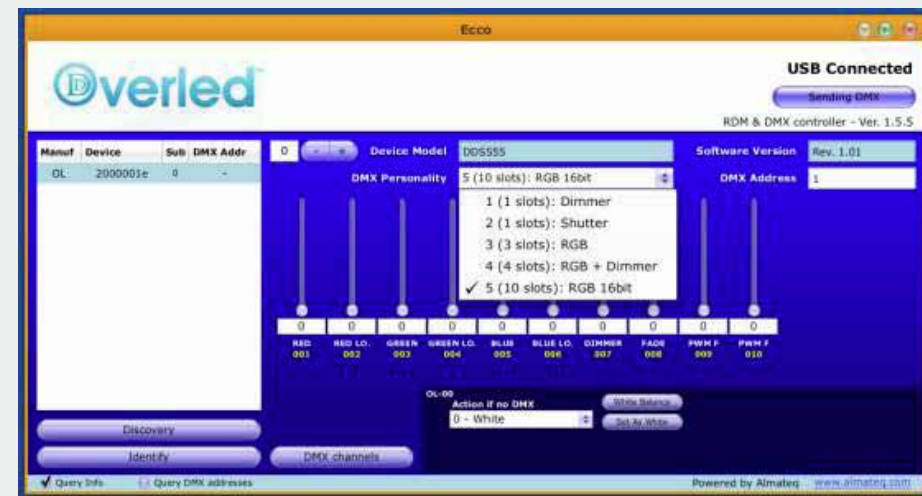 Ecco
Overled
USB Connected
Sending DMX
RDM & DMX controller - Ver. 1.5.5
Manuf Device Sub DMX Addr
OL 2000001e 0 -
0 - +
Device Model DDS555
Software Version Rev. 1.01
DMX Personality 5 (10 slots): RGB 16bit
DMX Address 1
1 (1 slots): Dimmer
2 (1 slots): Shutter
3 (3 slots): RGB
4 (4 slots): RGB + Dimmer
✓ 5 (10 slots): RGB 16bit
0 0 0 0 0 0 0 0 0 0
RED RED LO. GREEN GREEN LO. BLUE BLUE LO. DIMMER FADE PWM F PWM F
001 002 003 004 005 006 007 008 009 010
OL-00
Action if no DMX
0 - White
White Balance
Set As White
Discovery
Identify
DMX channels
Query Info
Query DMX addresses
Powered by Almateq www.almateq.com